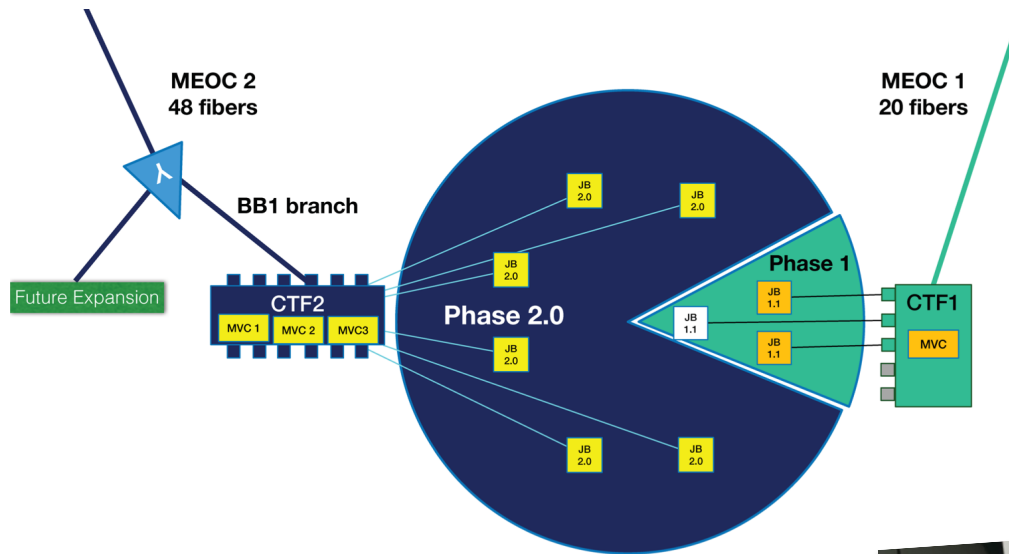 MEOC 2
48 fibers
MEOC 1
20 fibers
Y
BB1 branch
JB
2.0
JB
2.0
JB
2.0
Phase 1
Future Expansion
CTF2
MVC 1
MVC 2
MVC3
Phase 2.0
JB
1.1
JB
1.1
JB
1.1
CTF1
MVC
JB
2.0
JB
2.0
JB
2.0